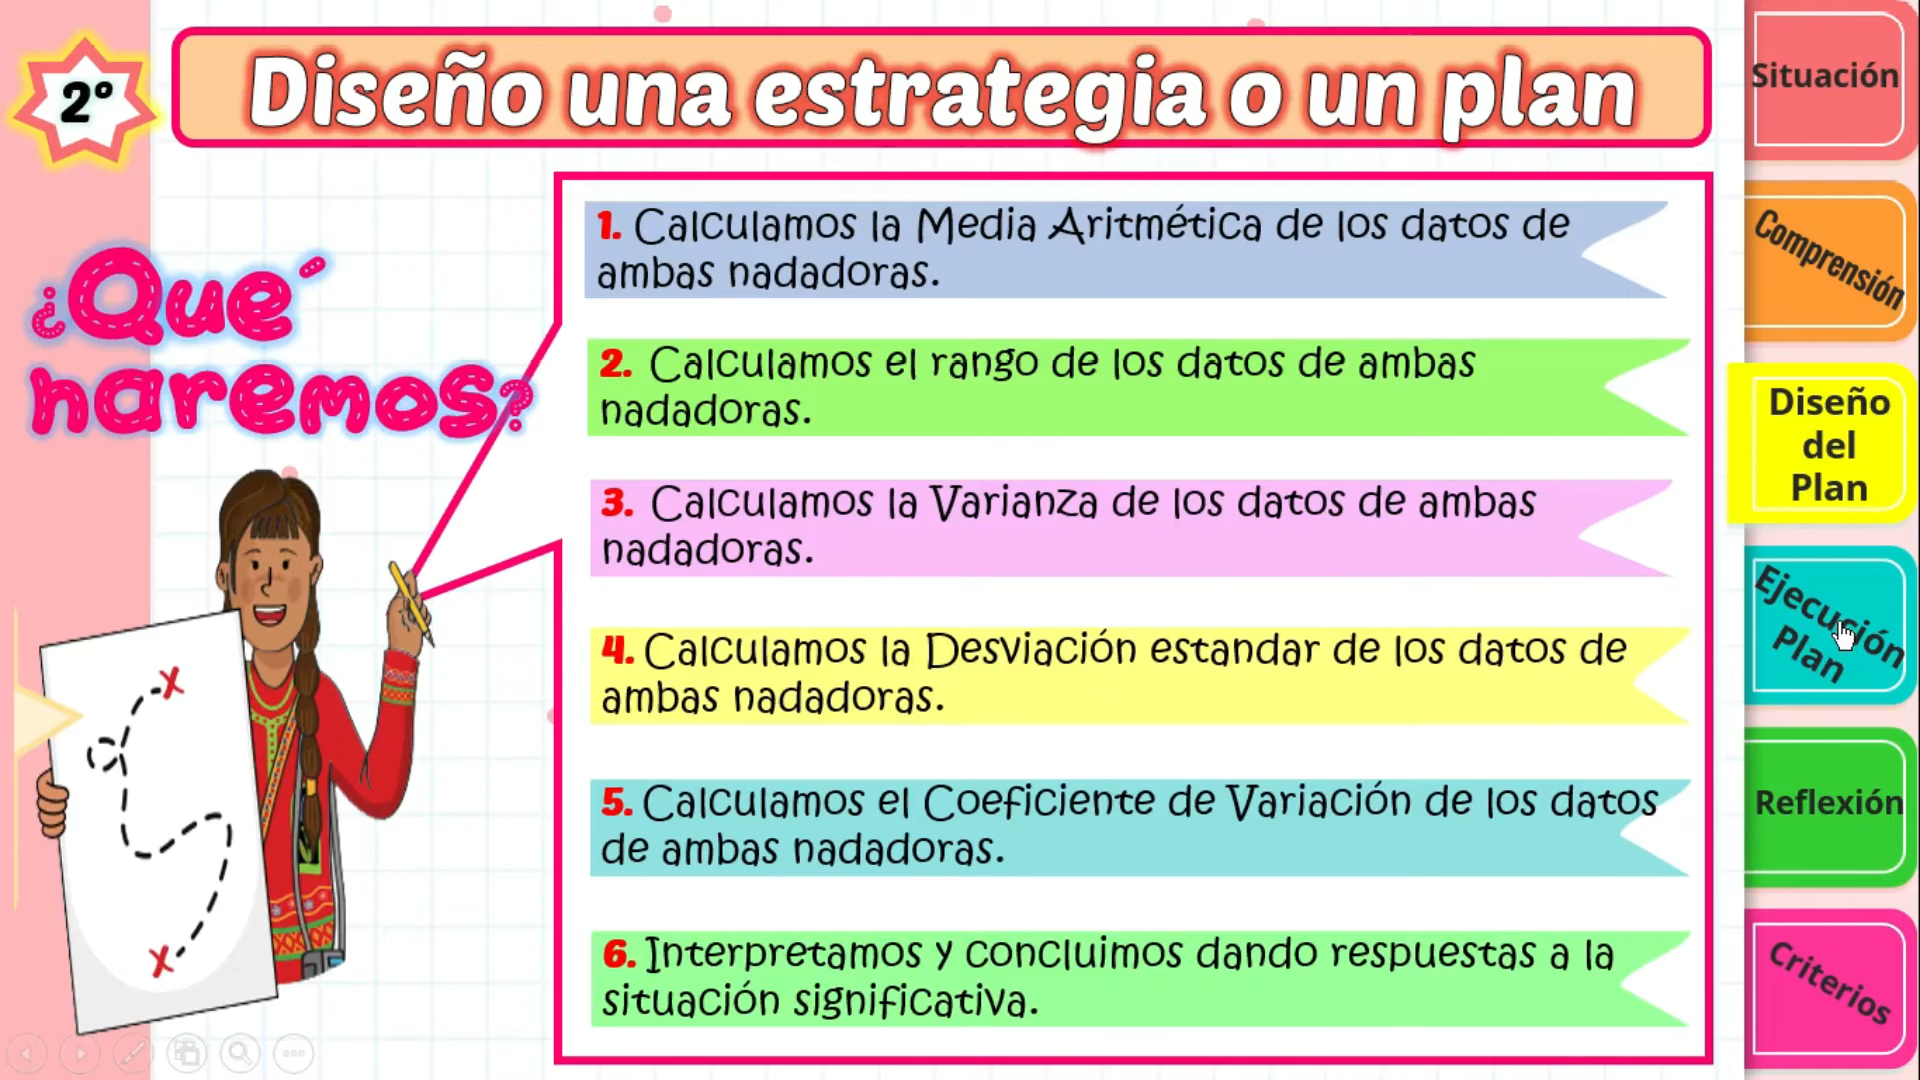 2°
Diseño una estrategia o un plan
¿Qué
haremos?
1. Calculamos la Media Aritmética de los datos de
ambas nadadoras.
2. Calculamos el rango de los datos de ambas
nadadoras.
3. Calculamos la Varianza de los datos de ambas
nadadoras.
4. Calculamos la Desviación estandar de los datos de
ambas nadadoras.
5. Calculamos el Coeficiente de Variación de los datos
de ambas nadadoras.
6. Interpretamos y concluimos dando respuestas a la
situación significativa.
Situación
Comprensión
Diseño
del
Plan
Ejecución
Plan
Reflexión
Criterios